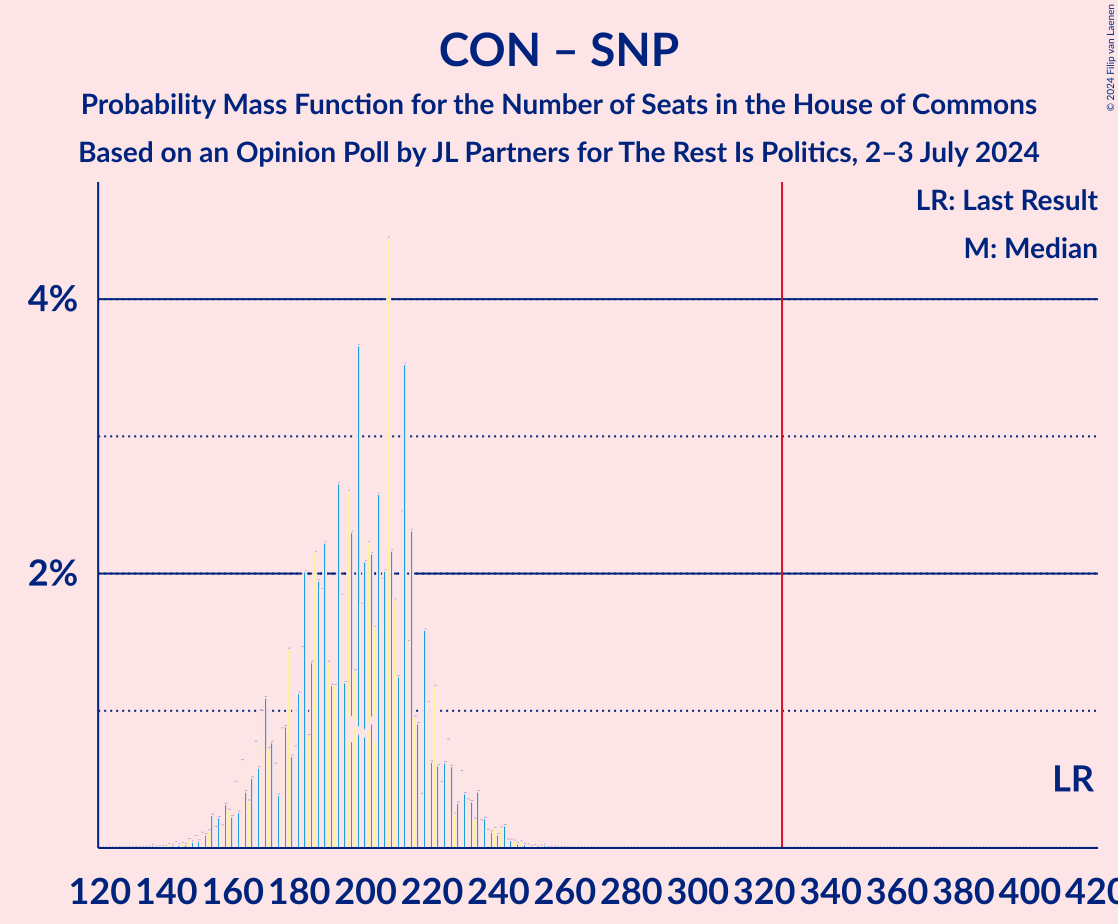 CON – SNP
Probability Mass Function for the Number of Seats in the House of Commons
Based on an Opinion Poll by JL Partners for The Rest Is Politics, 2–3 July 2024
© 2024 Filip van Laenen
LR: Last Result
M: Median
4%
2%
LR
120 140 160 180 200 220 240 260 280 300 320 340 360 380 400 420